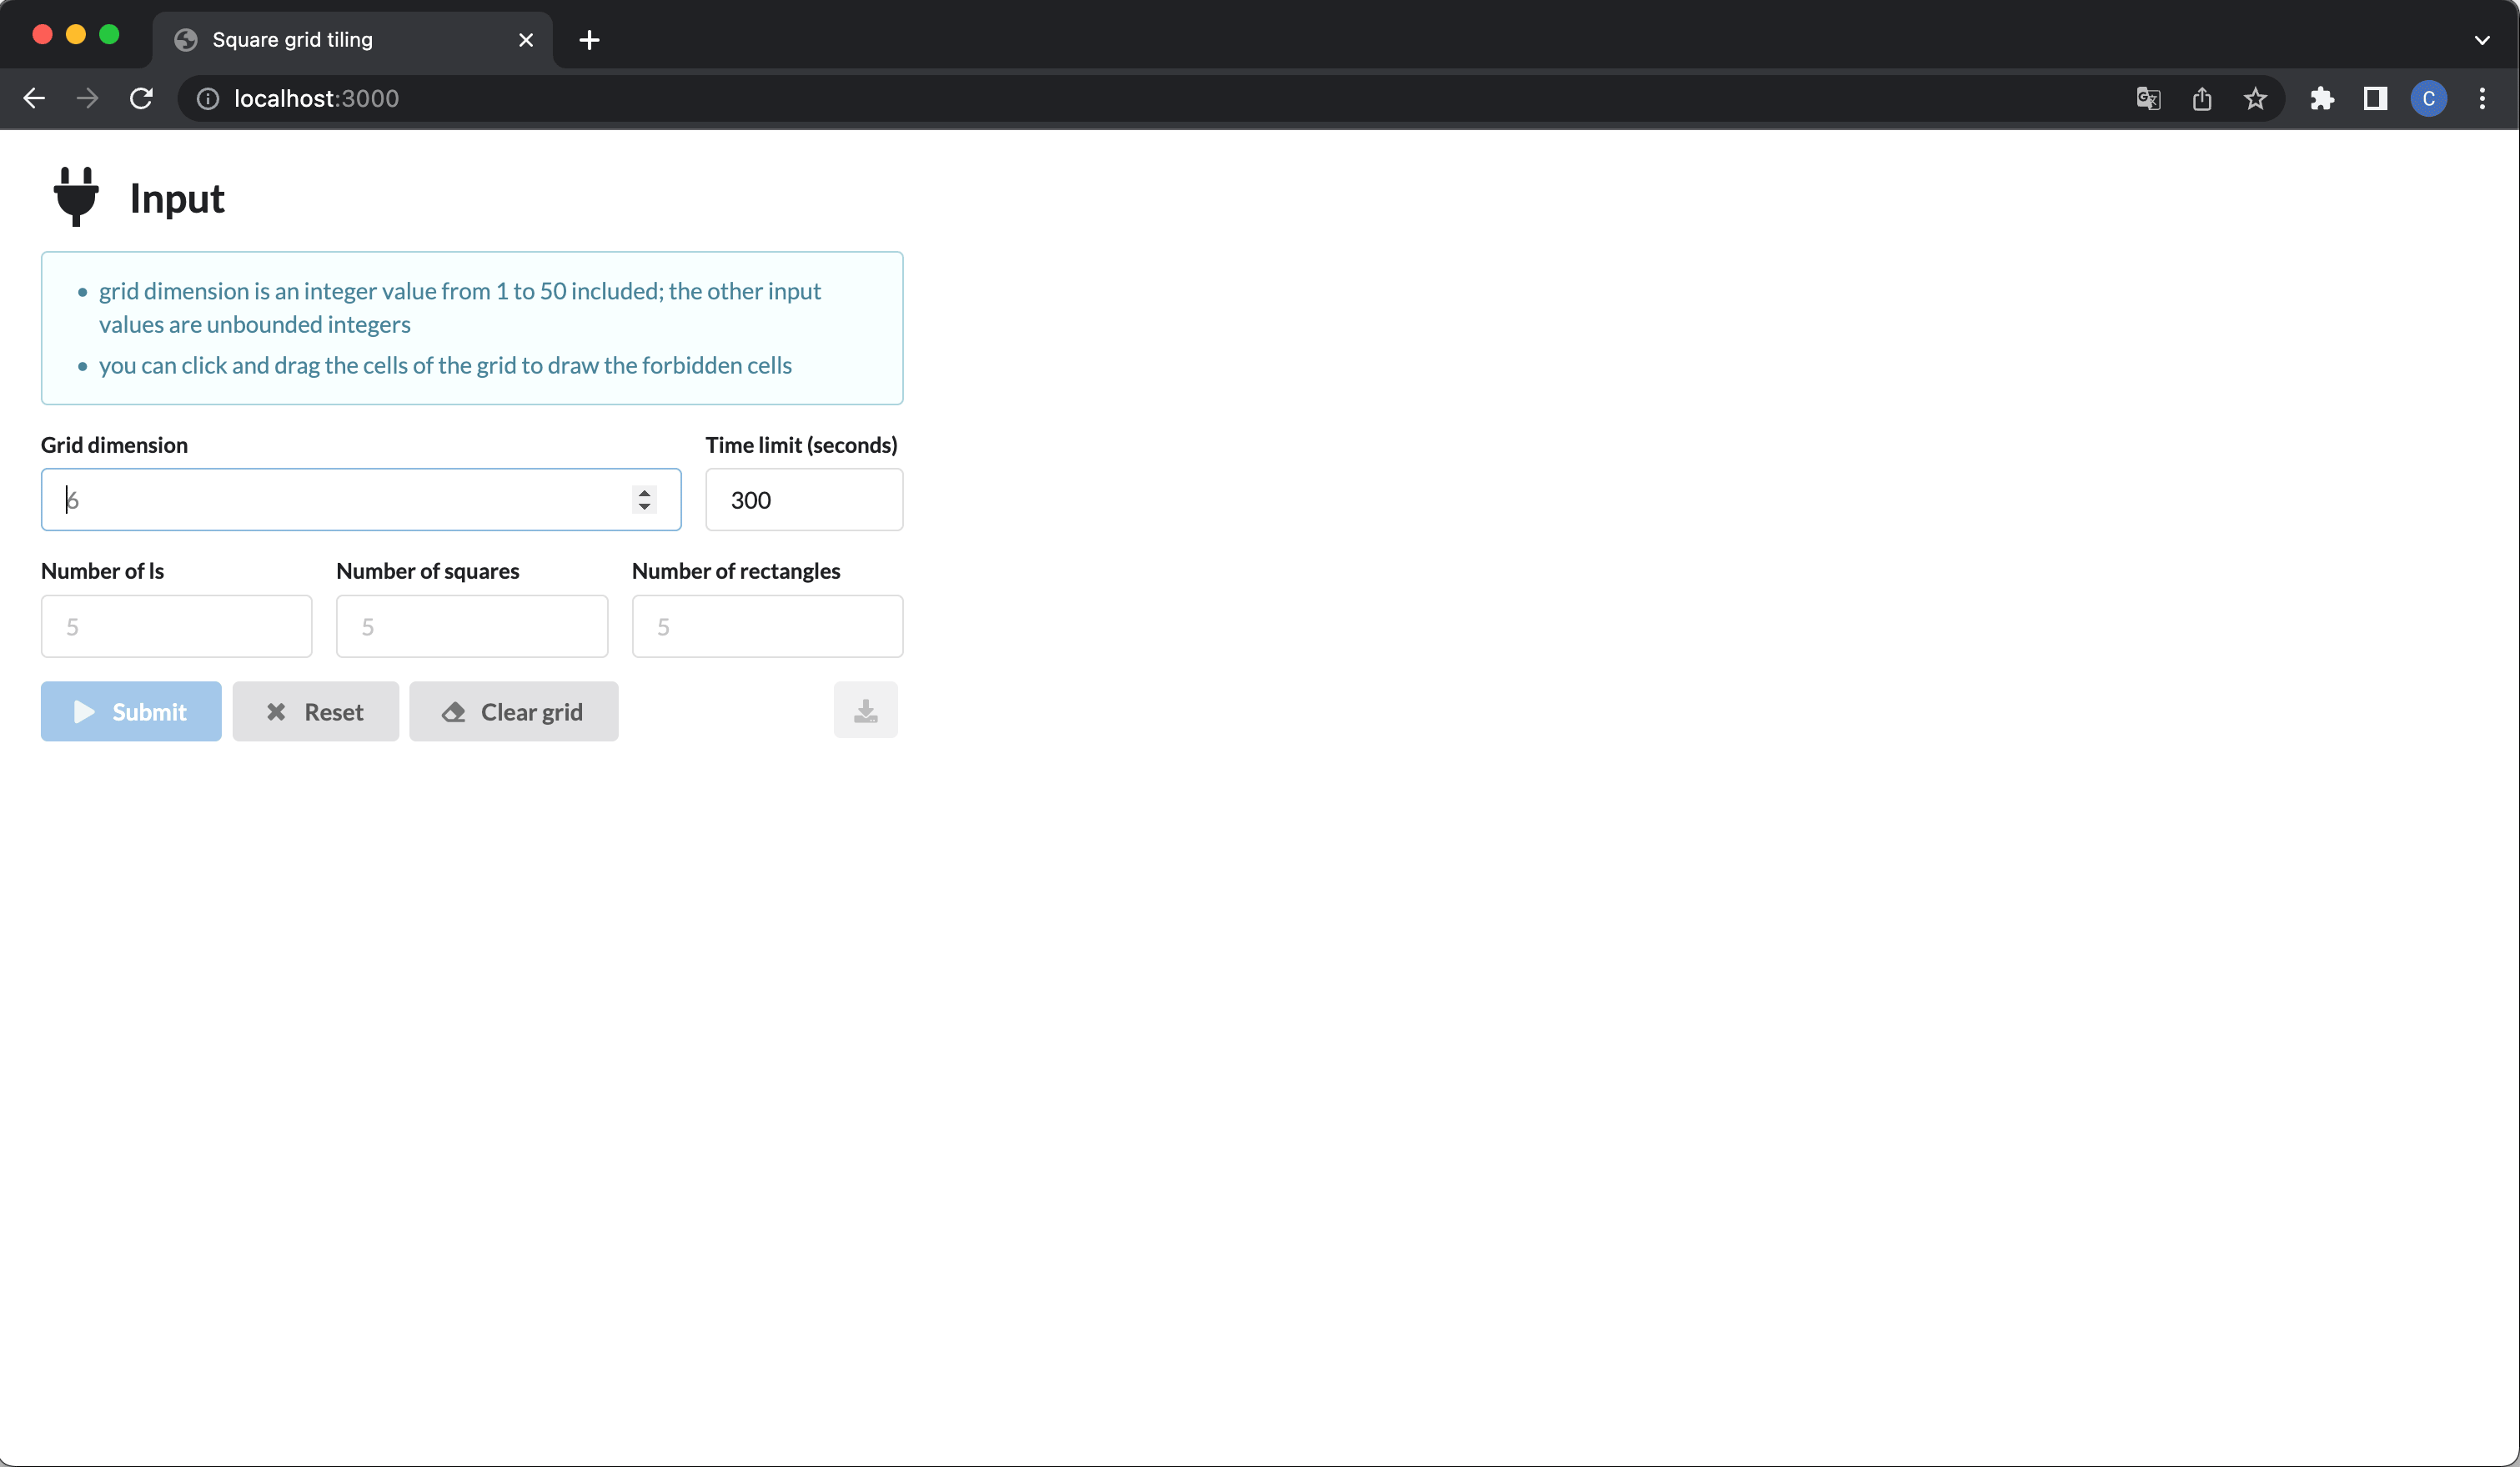 Square grid tiling
localhost:3000
C
Input
grid dimension is an integer value from 1 to 50 included; the other input
values are unbounded integers
you can click and drag the cells of the grid to draw the forbidden cells
Grid dimension
Time limit (seconds)
6
300
Number of ls
Number of squares
Number of rectangles
5
5
5
Submit
Reset
Clear grid